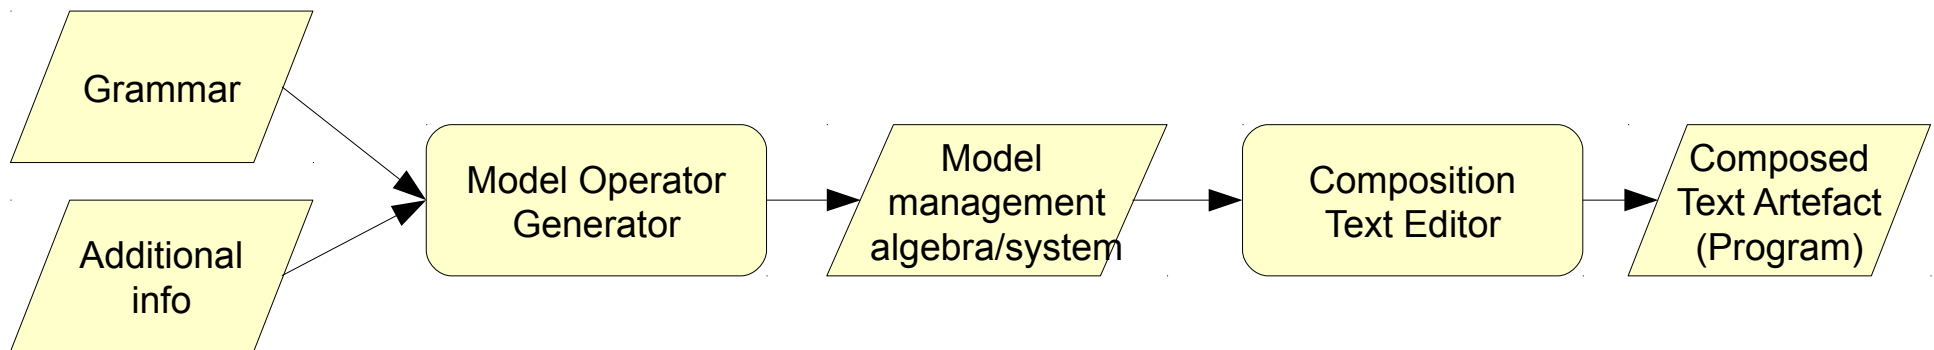 Grammar
Additional
info
Model Operator
Generator
Model
management
algebra/system
Composition
Text Editor
Composed
Text Artefact
(Program)